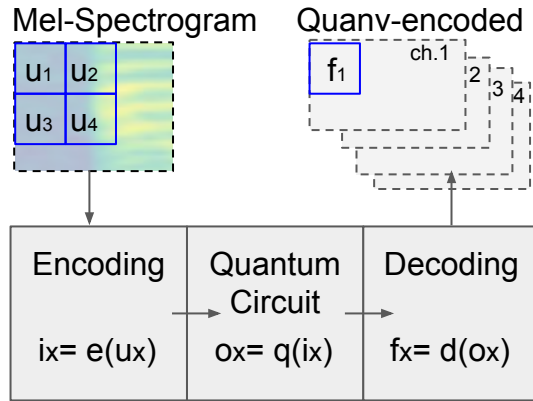 Mel-Spectrogram
Quanv-encoded
u1 u2
u3 u4
f1
ch.1
2
3
4
Encoding
ix= e(ux)
Quantum
Circuit
ox= q(ix)
Decoding
fx= d(ox)